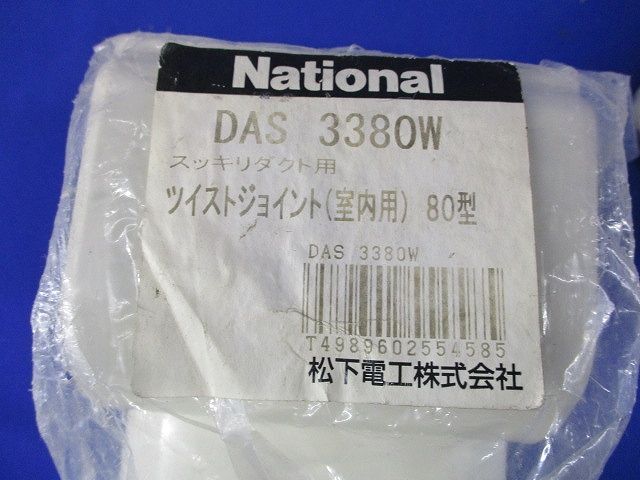 National
DAS 3380W
スッキリダクト用
ツイストジョイント(室内用) 80型
DAS 3380W
T4989602554585
松下電工株式会社